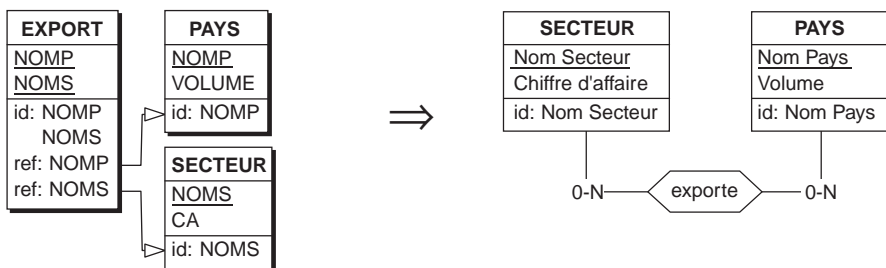 EXPORT
NOMP
NOMS
id: NOMP
NOMS
ref: NOMP
ref: NOMS
PAYS
NOMP
VOLUME
id: NOMP
SECTEUR
NOMS
CA
id: NOMS
⇒
SECTEUR
Nom Secteur
Chiffre d'affaire
id: Nom Secteur
PAYS
Nom Pays
Volume
id: Nom Pays
0-N
exporte
0-N